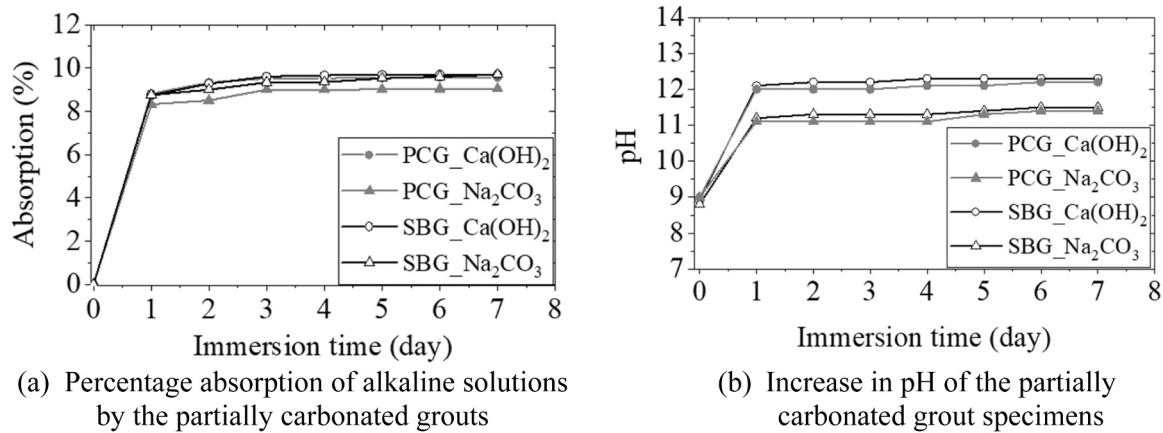 12
10
8
6
4
2
0
Absorption (%)
PCG_Ca(OH)2
PCG_Na2CO3
SBG_Ca(OH)2
SBG_Na2CO3
0 1 2 3 4 5 6 7 8
Immersion time (day)
(a) Percentage absorption of alkaline solutions
by the partially carbonated grouts
14
13
12
11
10
9
8
7
pH
PCG_Ca(OH)2
PCG_Na2CO3
SBG_Ca(OH)2
SBG_Na2CO3
0 1 2 3 4 5 6 7 8
Immersion time (day)
(b) Increase in pH of the partially
carbonated grout specimens